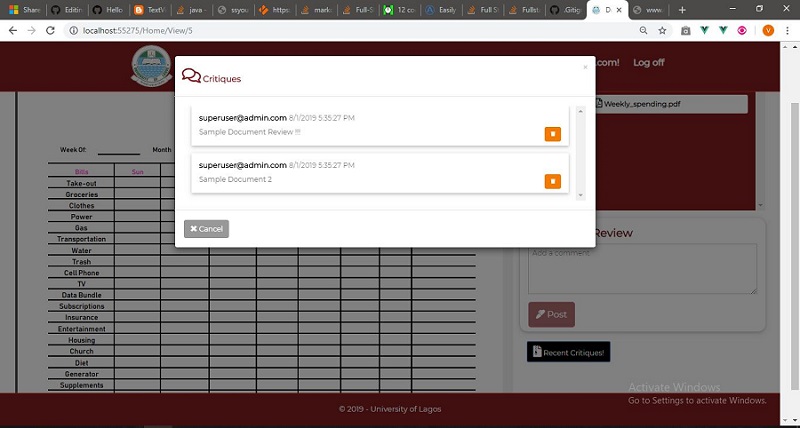 Share
Editin
Hello
TextV
java -
ssyou
https:
marko
Full-S
12 co
Easily
Full St
Fullsta
.Gitig
D
www.
localhost:55275/Home/View/5
.com!
Log off
Critiques
×
superuser@admin.com 8/1/2019 5:35:27 PM
Sample Document Review !!!
superuser@admin.com 8/1/2019 5:35:27 PM
Sample Document 2
Cancel
Weekly_spending.pdf
Week Of:
Month
Bills
Sun
Take-out
Groceries
Clothes
Power
Gas
Transportation
Water
Trash
Cell Phone
TV
Data Bundle
Subscriptions
Insurance
Entertainment
Housing
Church
Diet
Generator
Supplements
Review
Add a comment
Post
Recent Critiques!
Activate Windows
Go to Settings to activate Windows.
© 2019 - University of Lagos